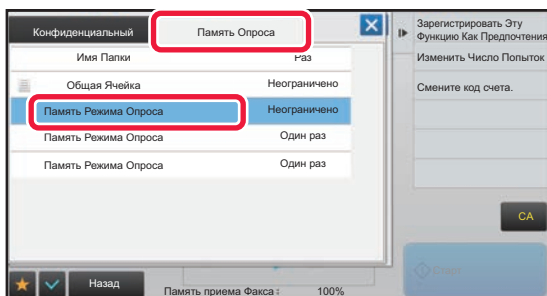 Конфиденциальный
Память Опроса
Имя Папки
Раз
Общая Ячейка
Неограничено
Память Режима Опроса
Неограничено
Память Режима Опроса
Один раз
Память Режима Опроса
Один раз
Назад
Память приема Факса :
100%
Зарегистрировать Эту
Функцию Как Предпочтения
Изменить Число Попыток
Смените код счета.
CA
Старт